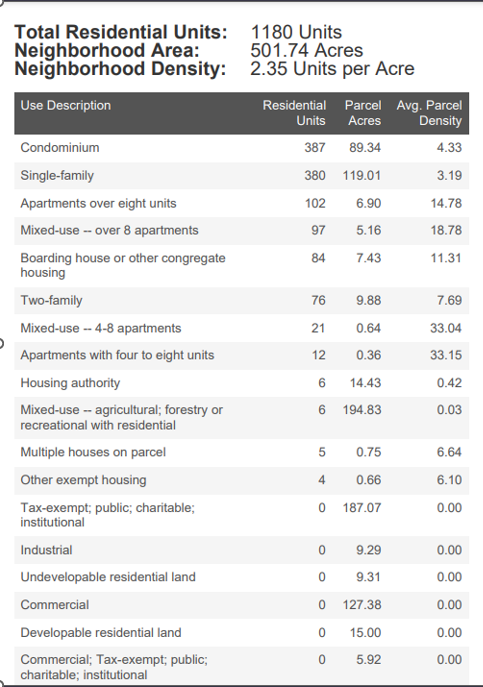 Total Residential Units: 1180 Units
Neighborhood Area: 501.74 Acres
Neighborhood Density: 2.35 Units per Acre
Use Description Residential Units Parcel Acres Avg. Parcel Density
Condominium 387 89.34 4.33
Single-family 380 119.01 3.19
Apartments over eight units 102 6.90 14.78
Mixed-use -- over 8 apartments 97 5.16 18.78
Boarding house or other congregate housing 84 7.43 11.31
Two-family 76 9.88 7.69
Mixed-use -- 4-8 apartments 21 0.64 33.04
Apartments with four to eight units 12 0.36 33.15
Housing authority 6 14.43 0.42
Mixed-use -- agricultural; forestry or recreational with residential 6 194.83 0.03
Multiple houses on parcel 5 0.75 6.64
Other exempt housing 4 0.66 6.10
Tax-exempt; public; charitable; institutional 0 187.07 0.00
Industrial 0 9.29 0.00
Undevelopable residential land 0 9.31 0.00
Commercial 0 127.38 0.00
Developable residential land 0 15.00 0.00
Commercial; Tax-exempt; public; charitable; institutional 0 5.92 0.00